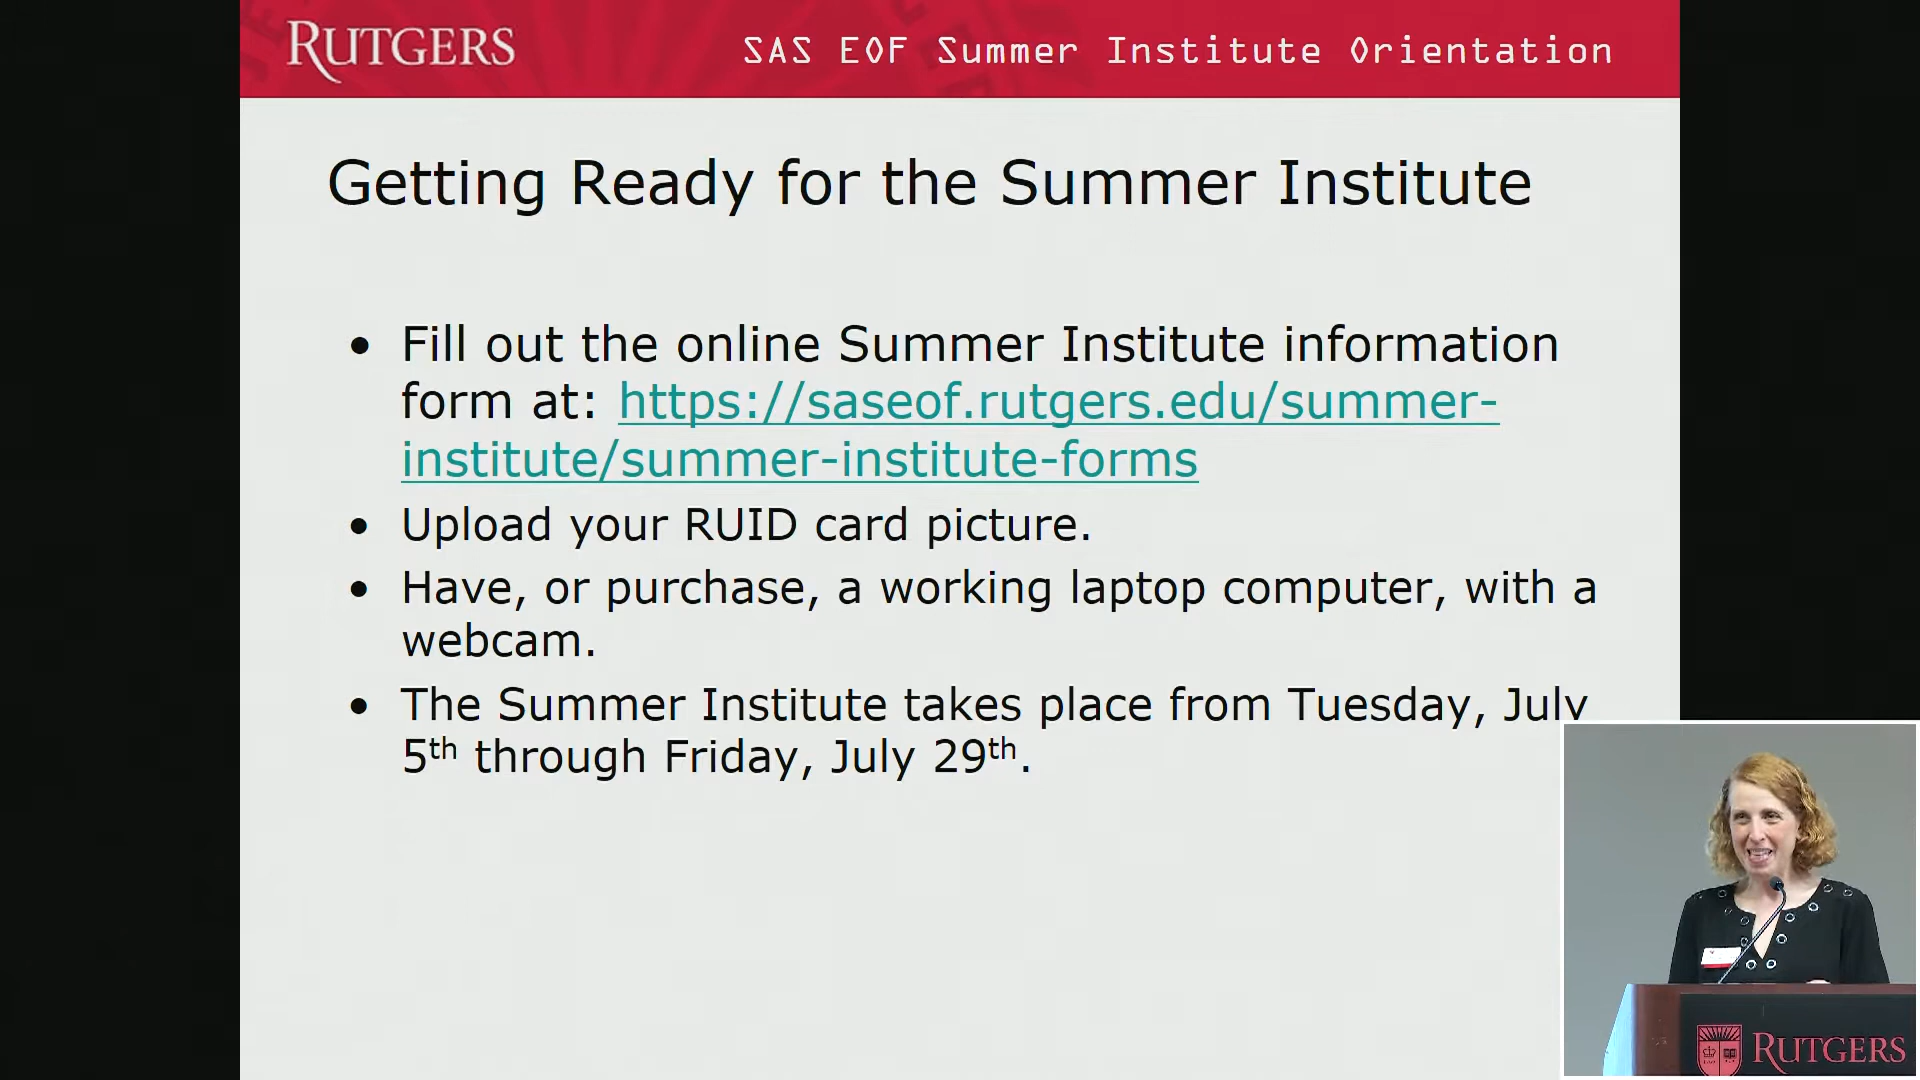 RUTGERS
SAS EOF Summer Institute Orientation
Getting Ready for the Summer Institute
• Fill out the online Summer Institute information
form at: https://saseof.rutgers.edu/summer-
institute/summer-institute-forms
• Upload your RUID card picture.
• Have, or purchase, a working laptop computer, with a
webcam.
• The Summer Institute takes place from Tuesday, July
5th through Friday, July 29th.
RUTGERS